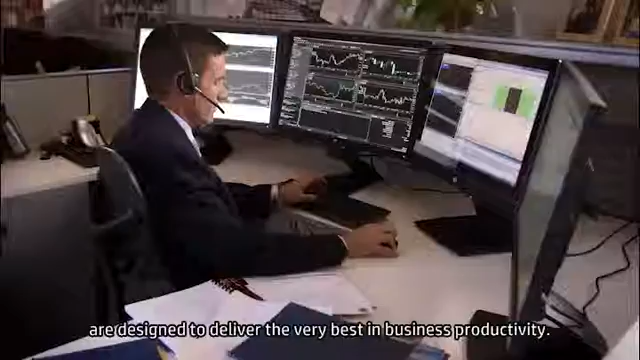 are designed to deliver the very best in business productivity.